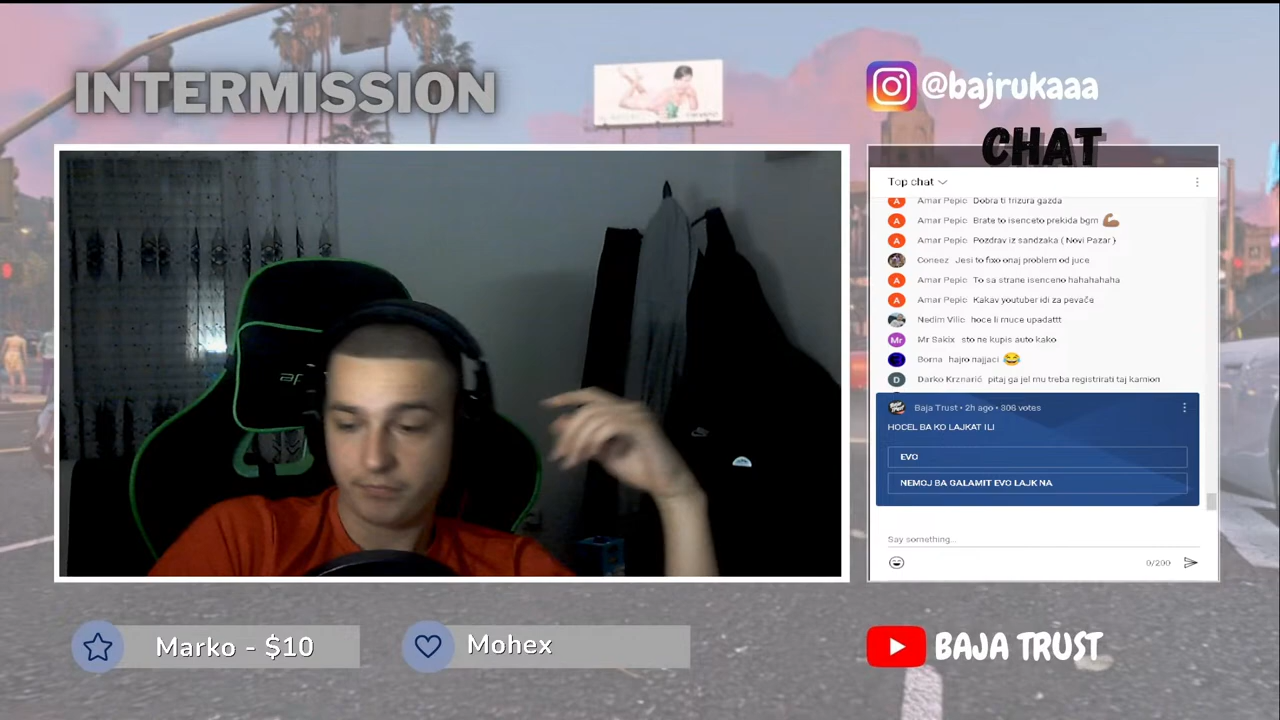 INTERMISSION
@bajrukaaa
CHAT
Top chat
Amar Pepic Dobra ti frizura gazda
Amar Pepic Brate to isenceto prekida bgm 💪🏽
Amar Pepic Pozdrav iz sandzaka ( Novi Pazar )
Coneez Jesi to fixo onaj problem od juce
Amar Pepic To sa strane isenceno hahahahaha
Amar Pepic Kakav youtuber idi za pevače
Nedim Vilic hoce li muce upadattt
Mr Sakix sto ne kupis auto kako
Borna hajro najjaci 😂
Darko Krznarić pitaj ga jel mu treba registrirati taj kamion
Baja Trust • 2h ago • 306 votes
HOCEL BA KO LAJKAT ILI
EVO
NEMOJ BA GALAMIT EVO LAJK NA
Say something...
0/200
Marko - $10
Mohex
BAJA TRUST